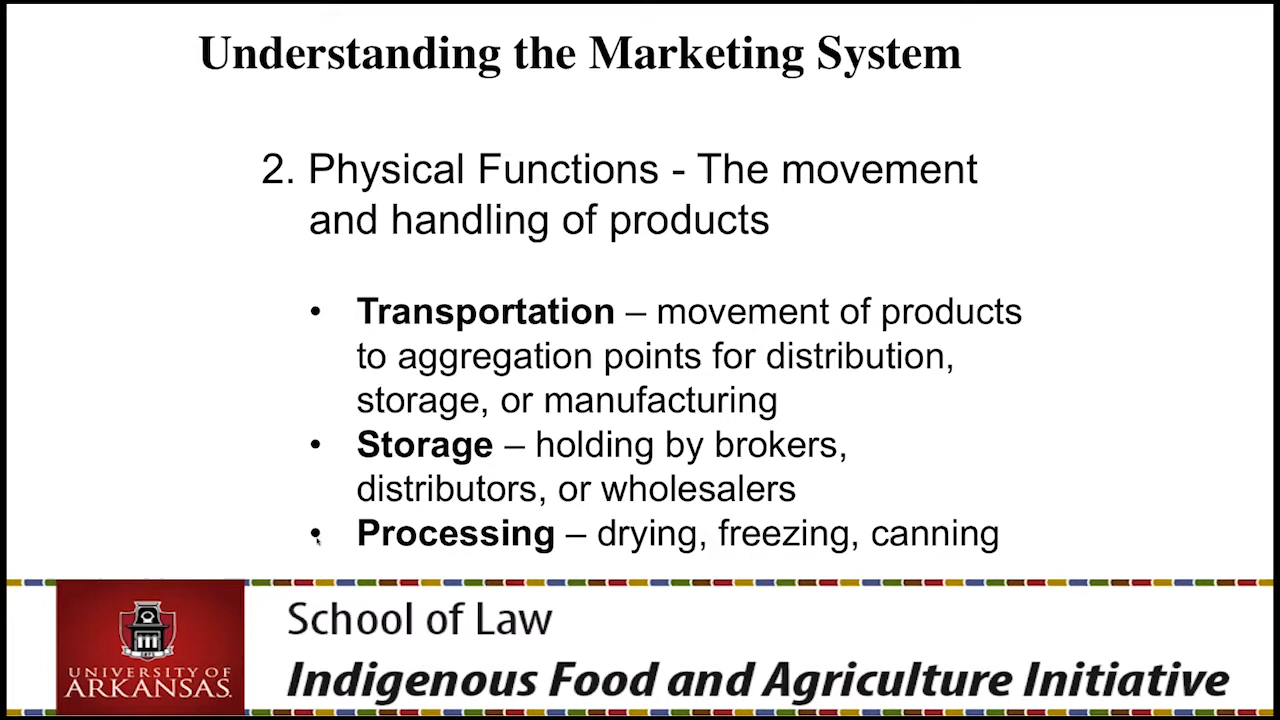 Understanding the Marketing System
2. Physical Functions - The movement
and handling of products
• Transportation – movement of products
to aggregation points for distribution,
storage, or manufacturing
• Storage – holding by brokers,
distributors, or wholesalers
• Processing – drying, freezing, canning
UNIVERSITY OF
ARKANSAS.
School of Law
Indigenous Food and Agriculture Initiative